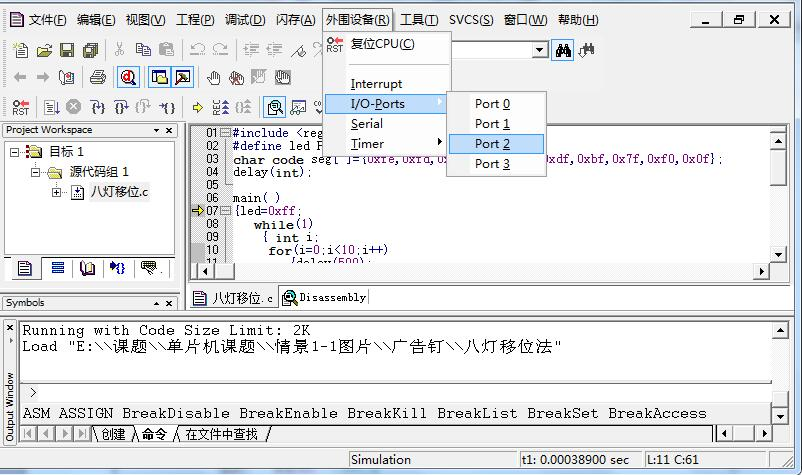 文件(F) 编辑(E) 视图(V) 工程(P) 调试(D) 闪存(A) 外围设备(R) 工具(T) SVCS(S) 窗口(W) 帮助(H)
RST 复位CPU(C)
Interrupt
I/O-Ports
Serial
Timer
Port 0
Port 1
Port 2
Port 3
RST
Project Workspace
目标 1
源代码组 1
八灯移位.c
Symbols
01 #include <reg
02 #define led P
03 char code seg[ ]={0xfe,0xfd, 0xdf,0xbf,0x7f,0xf0,0x0f};
04 delay(int);
05
06 main( )
07 {led=0xff;
08 while(1)
09 { int i;
10 for(i=0;i<10;i++)
11 {delay(500);
八灯移位.c Disassembly
Running with Code Size Limit: 2K
Load "E:\\课题\\单片机课题\\情景1-1图片\\广告钉\\八灯移位法"
>
ASM ASSIGN BreakDisable BreakEnable BreakKill BreakList BreakSet BreakAccess
创建 命令 在文件中查找
Output Window
Simulation t1: 0.00038900 sec L:11 C:61